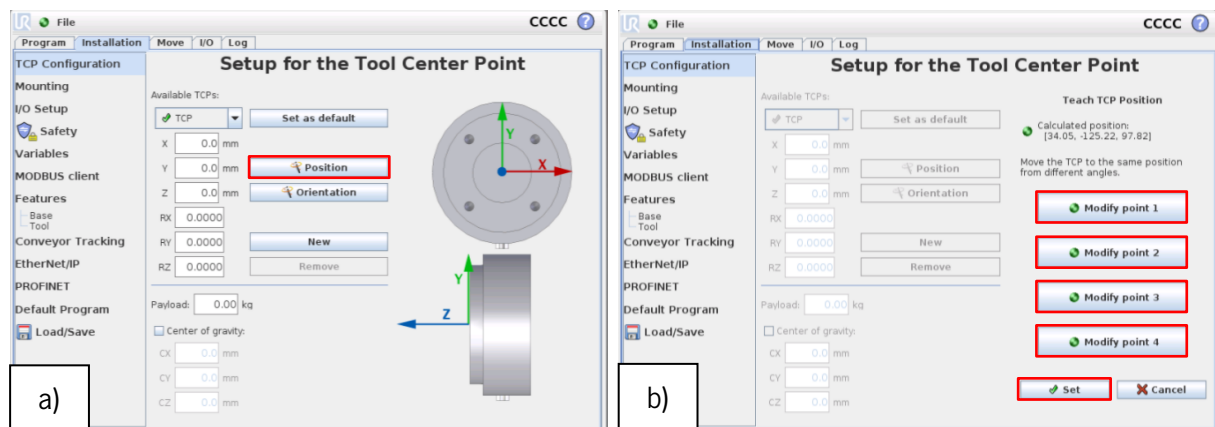 UR File CCCC ?
Program Installation Move I/O Log
TCP Configuration
Mounting
I/O Setup
Safety
Variables
MODBUS client
Features
Base
Tool
Conveyor Tracking
EtherNet/IP
PROFINET
Default Program
Load/Save
Setup for the Tool Center Point
Available TCPs:
TCP Set as default
X 0.0 mm
Y 0.0 mm Position
Z 0.0 mm Orientation
RX 0.0000
RY 0.0000 New
RZ 0.0000 Remove
Payload: 0.00 kg
Center of gravity:
CX 0.0 mm
CY 0.0 mm
CZ 0.0 mm
Y
X
Y
Z
a)
UR File CCCC ?
Program Installation Move I/O Log
TCP Configuration
Mounting
I/O Setup
Safety
Variables
MODBUS client
Features
Base
Tool
Conveyor Tracking
EtherNet/IP
PROFINET
Default Program
Load/Save
Setup for the Tool Center Point
Available TCPs:
TCP Set as default
X 0.0 mm
Y 0.0 mm Position
Z 0.0 mm Orientation
RX 0.0000
RY 0.0000 New
RZ 0.0000 Remove
Payload: 0.00 kg
Center of gravity:
CX 0.0 mm
CY 0.0 mm
CZ 0.0 mm
Teach TCP Position
Calculated position:
[34.05, -125.22, 97.82]
Move the TCP to the same position
from different angles.
Modify point 1
Modify point 2
Modify point 3
Modify point 4
Set Cancel
b)